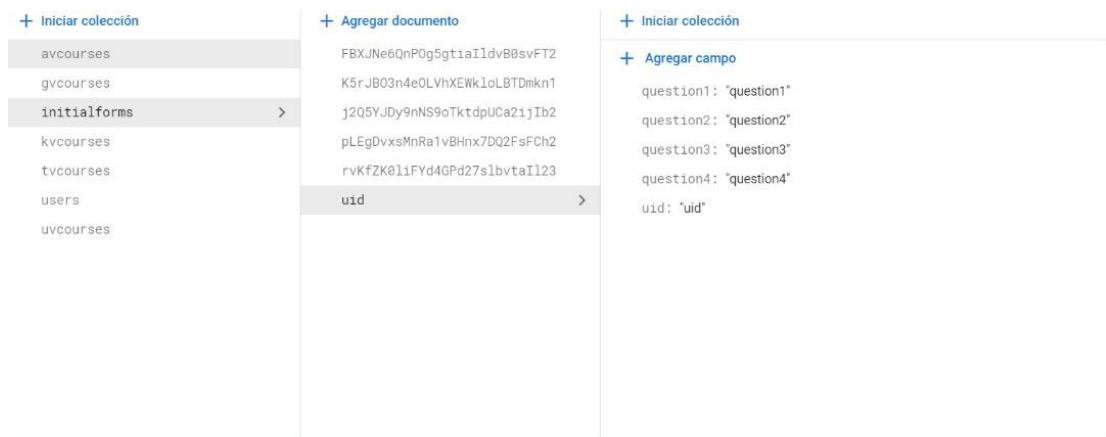 + Iniciar colección
avcourses
gvcourses
initialforms
kvcourses
tvcourses
users
uvcourses
+ Agregar documento
FBXJNe6QnPOg5gtiaIldvB0svFT2
K5rJBO3n4eOLVhXEWkloLBTDmkn1
j2Q5YJDy9nNS9oTktdpUCa2ijIb2
pLEgDvxsMnRa1vBHnx7DQ2FsFCh2
rvKfZK0liFYd4GPd27slbvtaIl23
uid
+ Iniciar colección
+ Agregar campo
question1: "question1"
question2: "question2"
question3: "question3"
question4: "question4"
uid: "uid"